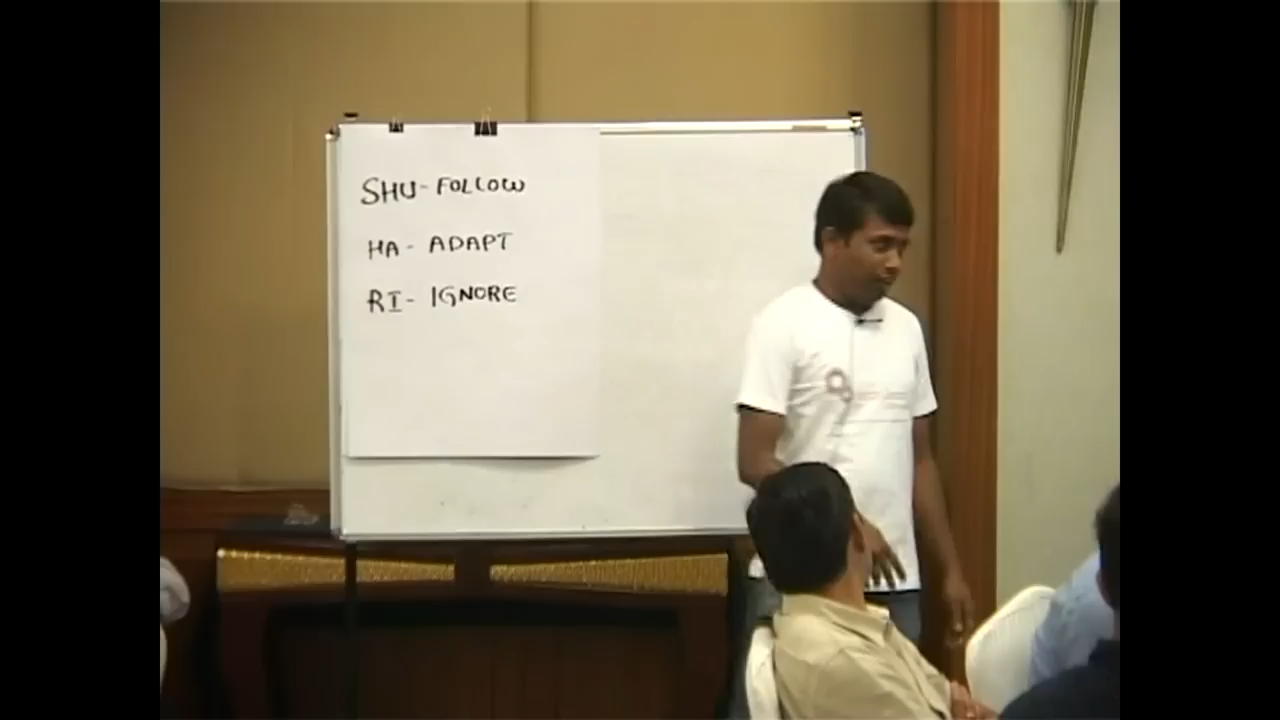 SHU - FOLLOW
HA - ADAPT
RI - IGNORE